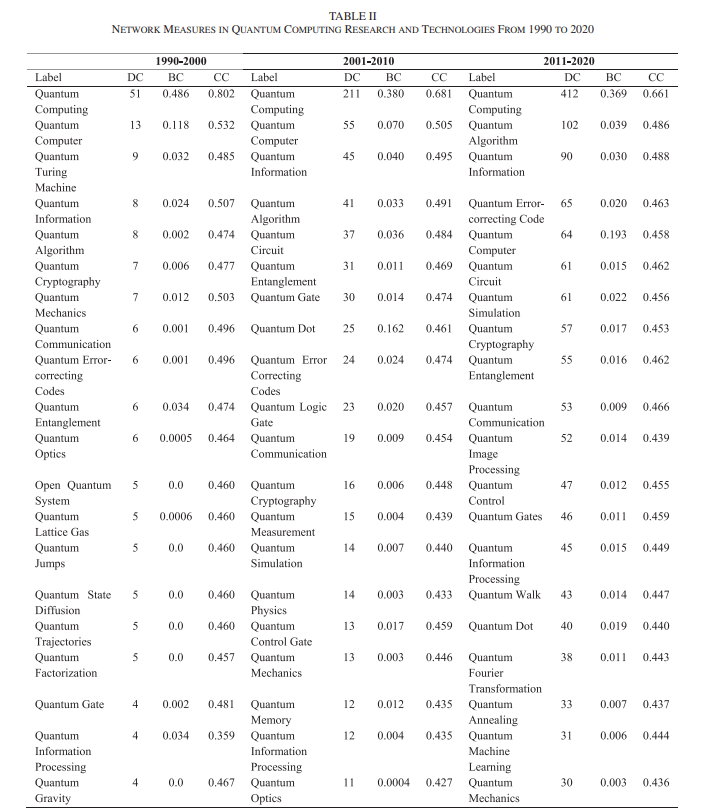 TABLE II
NETWORK MEASURES IN QUANTUM COMPUTING RESEARCH AND TECHNOLOGIES FROM 1990 TO 2020
1990-2000 2001-2010 2011-2020
Label DC BC CC Label DC BC CC Label DC BC CC
Quantum 51 0.486 0.802 Quantum 211 0.380 0.681 Quantum 412 0.369 0.661
Computing Computing Computing
Quantum 13 0.118 0.532 Quantum 55 0.070 0.505 Quantum 102 0.039 0.486
Computer Computer Algorithm
Quantum 9 0.032 0.485 Quantum 45 0.040 0.495 Quantum 90 0.030 0.488
Turing Information Information
Machine
Quantum 8 0.024 0.507 Quantum 41 0.033 0.491 Quantum Error- 65 0.020 0.463
Information Algorithm correcting Code
Quantum 8 0.002 0.474 Quantum 37 0.036 0.484 Quantum 64 0.193 0.458
Algorithm Circuit Computer
Quantum 7 0.006 0.477 Quantum 31 0.011 0.469 Quantum 61 0.015 0.462
Cryptography Entanglement Circuit
Quantum 7 0.012 0.503 Quantum Gate 30 0.014 0.474 Quantum 61 0.022 0.456
Mechanics Simulation
Quantum 6 0.001 0.496 Quantum Dot 25 0.162 0.461 Quantum 57 0.017 0.453
Communication Cryptography
Quantum Error- 6 0.001 0.496 Quantum Error 24 0.024 0.474 Quantum 55 0.016 0.462
correcting Correcting Entanglement
Codes Codes
Quantum 6 0.034 0.474 Quantum Logic 23 0.020 0.457 Quantum 53 0.009 0.466
Entanglement Gate Communication
Quantum 6 0.0005 0.464 Quantum 19 0.009 0.454 Quantum 52 0.014 0.439
Optics Communication Image
Processing
Open Quantum 5 0.0 0.460 Quantum 16 0.006 0.448 Quantum 47 0.012 0.455
System Cryptography Control
Quantum 5 0.0006 0.460 Quantum 15 0.004 0.439 Quantum Gates 46 0.011 0.459
Lattice Gas Measurement
Quantum 5 0.0 0.460 Quantum 14 0.007 0.440 Quantum 45 0.015 0.449
Jumps Simulation Information
Processing
Quantum State 5 0.0 0.460 Quantum 14 0.003 0.433 Quantum Walk 43 0.014 0.447
Diffusion Physics
Quantum 5 0.0 0.460 Quantum 13 0.017 0.459 Quantum Dot 40 0.019 0.440
Trajectories Control Gate
Quantum 5 0.0 0.457 Quantum 13 0.003 0.446 Quantum 38 0.011 0.443
Factorization Mechanics Fourier
Transformation
Quantum Gate 4 0.002 0.481 Quantum 12 0.012 0.435 Quantum 33 0.007 0.437
Memory Annealing
Quantum 4 0.034 0.359 Quantum 12 0.004 0.435 Quantum 31 0.006 0.444
Information Information Machine
Processing Processing Learning
Quantum 4 0.0 0.467 Quantum 11 0.0004 0.427 Quantum 30 0.003 0.436
Gravity Optics Mechanics